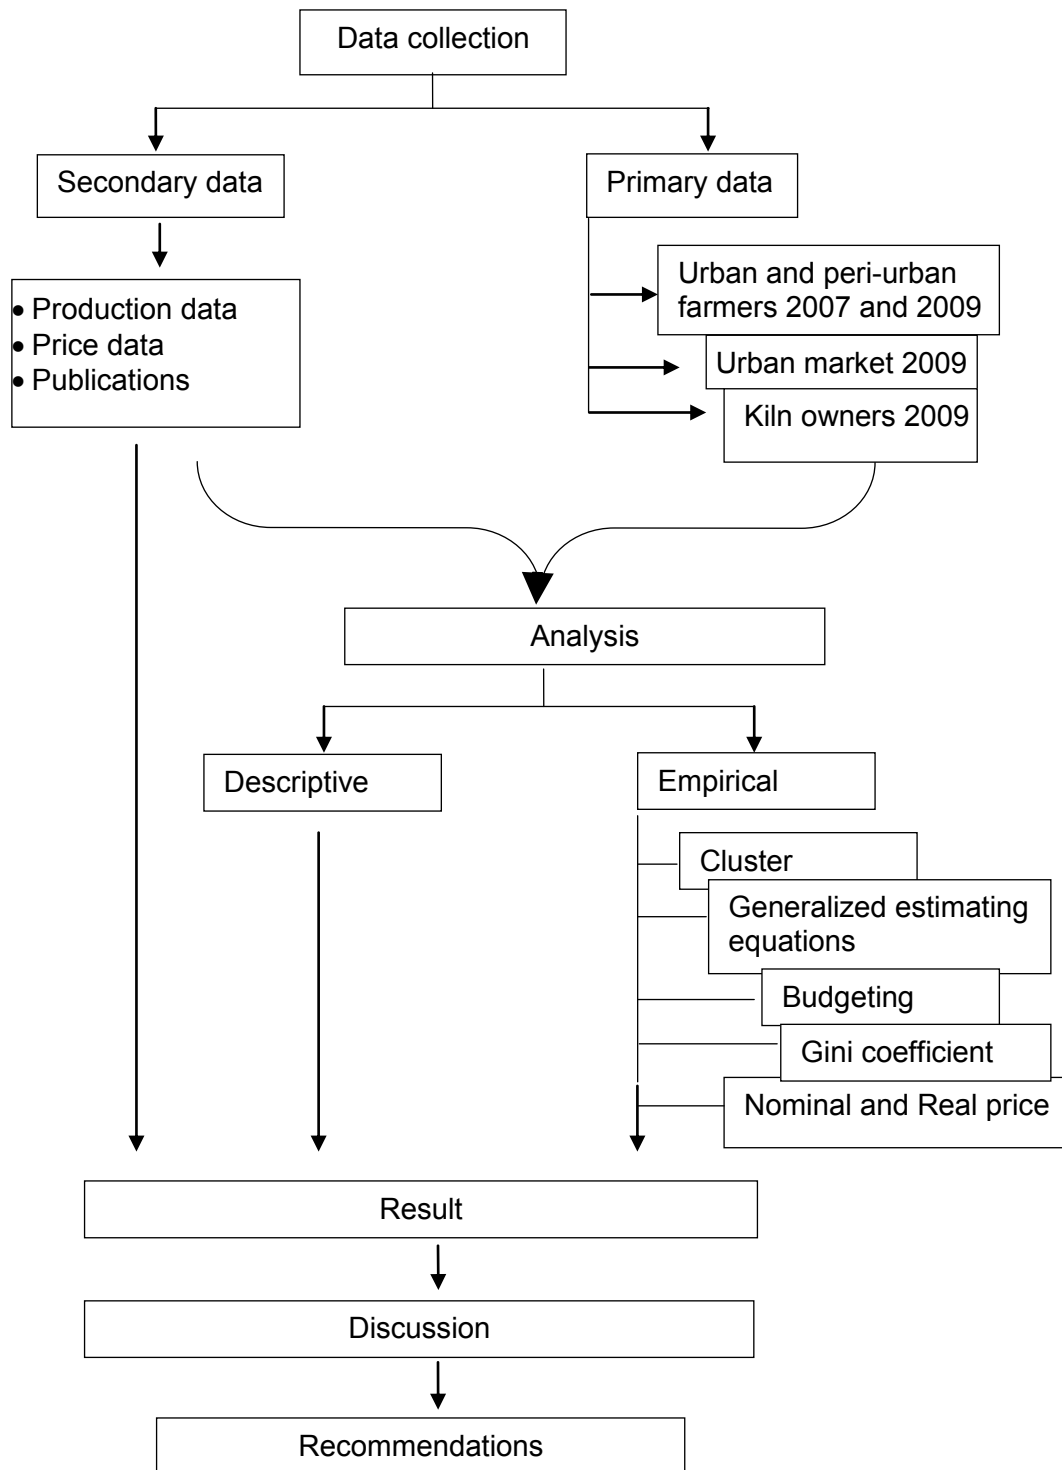 Data collection
Secondary data
Primary data
• Production data
• Price data
• Publications
Urban and peri-urban
farmers 2007 and 2009
Urban market 2009
Kiln owners 2009
Analysis
Descriptive
Empirical
Cluster
Generalized estimating
equations
Budgeting
Gini coefficient
Nominal and Real price
Result
Discussion
Recommendations